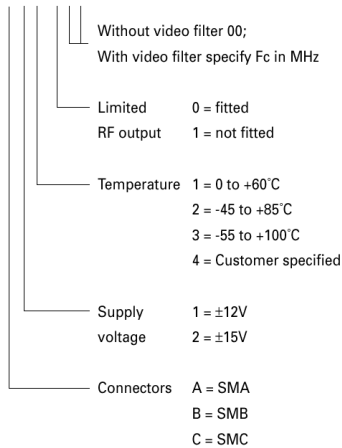 Without video filter 00;
With video filter specify Fc in MHz
Limited 0 = fitted
RF output 1 = not fitted
Temperature 1 = 0 to +60°C
2 = -45 to +85°C
3 = -55 to +100°C
4 = Customer specified
Supply 1 = ±12V
voltage 2 = ±15V
Connectors A = SMA
B = SMB
C = SMC